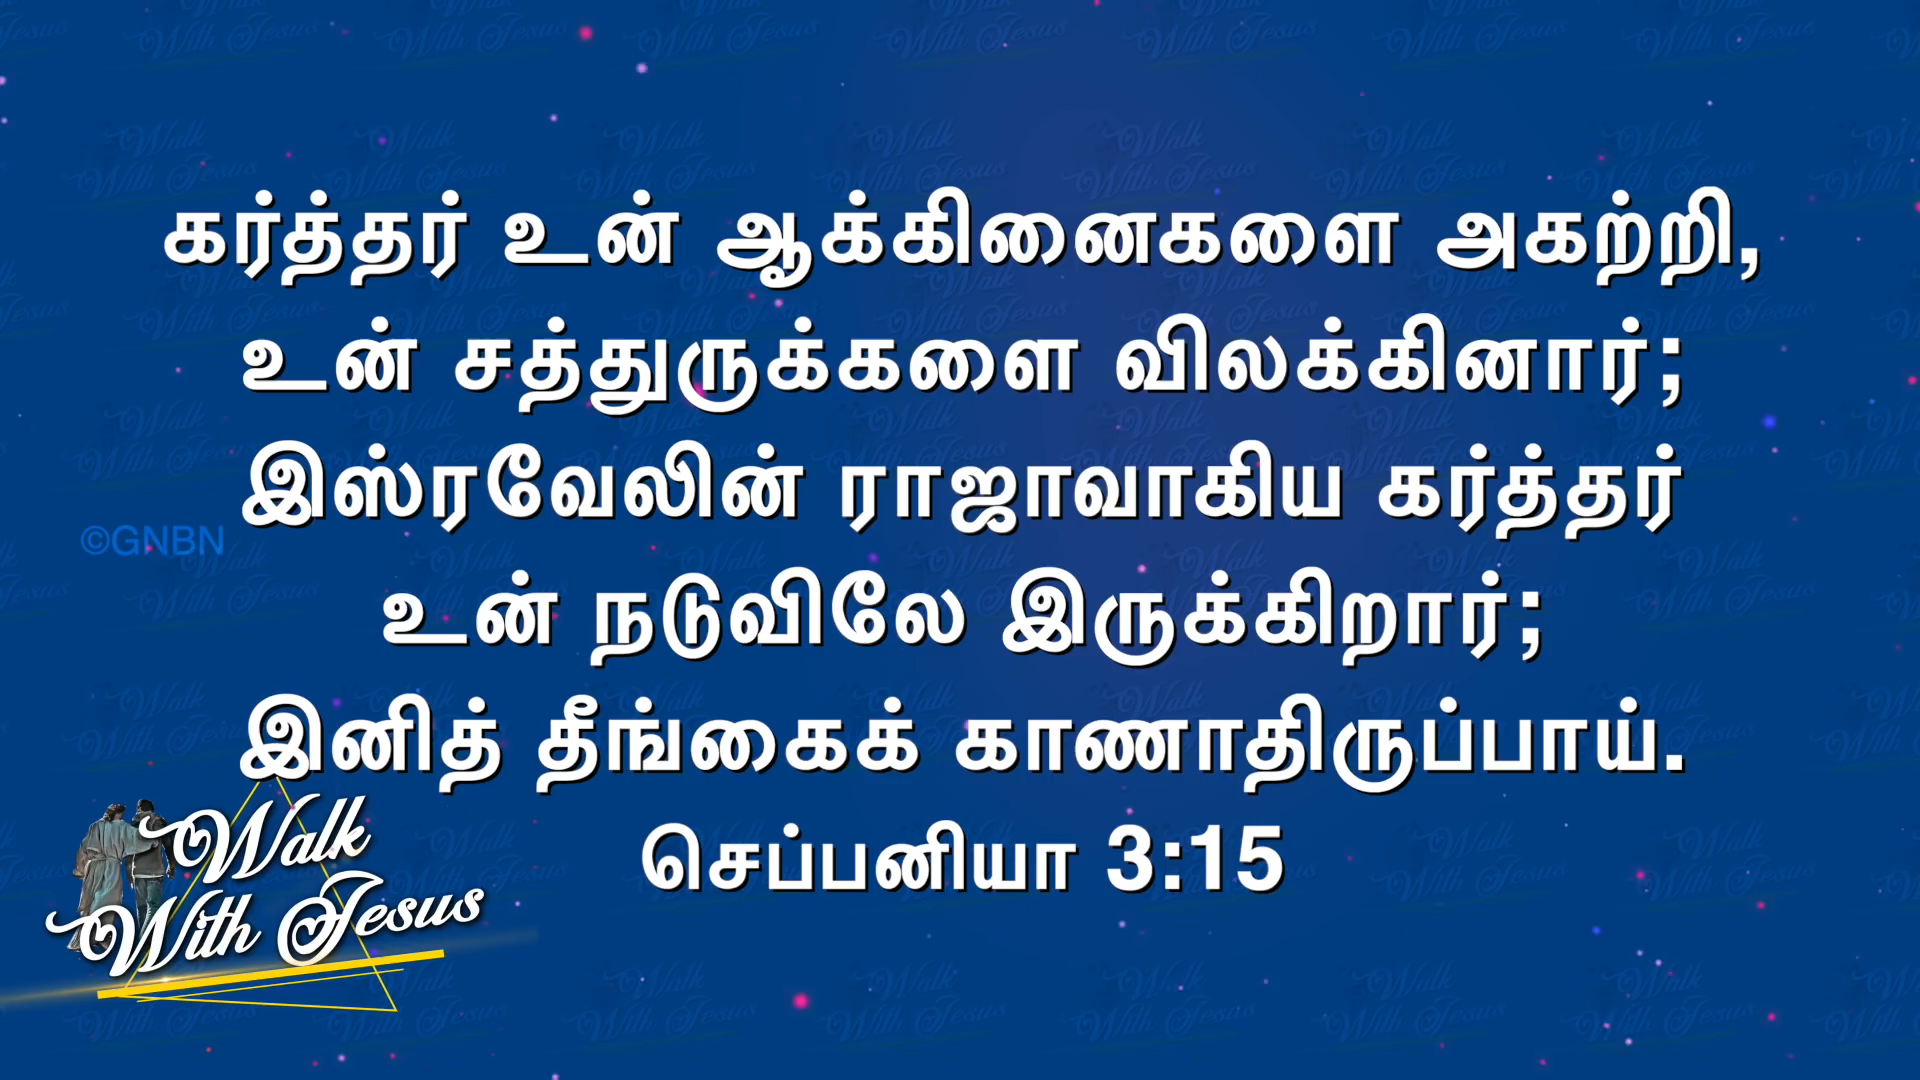 கர்த்தர் உன் ஆக்கினைகளை அகற்றி,
உன் சத்துருக்களை விலக்கினார்;
இஸ்ரவேலின் ராஜாவாகிய கர்த்தர்
©GNBN
உன் நடுவிலே இருக்கிறார்;
இனித் தீங்கைக் காணாதிருப்பாய்.
செப்பனியா 3:15
Walk
With Jesus